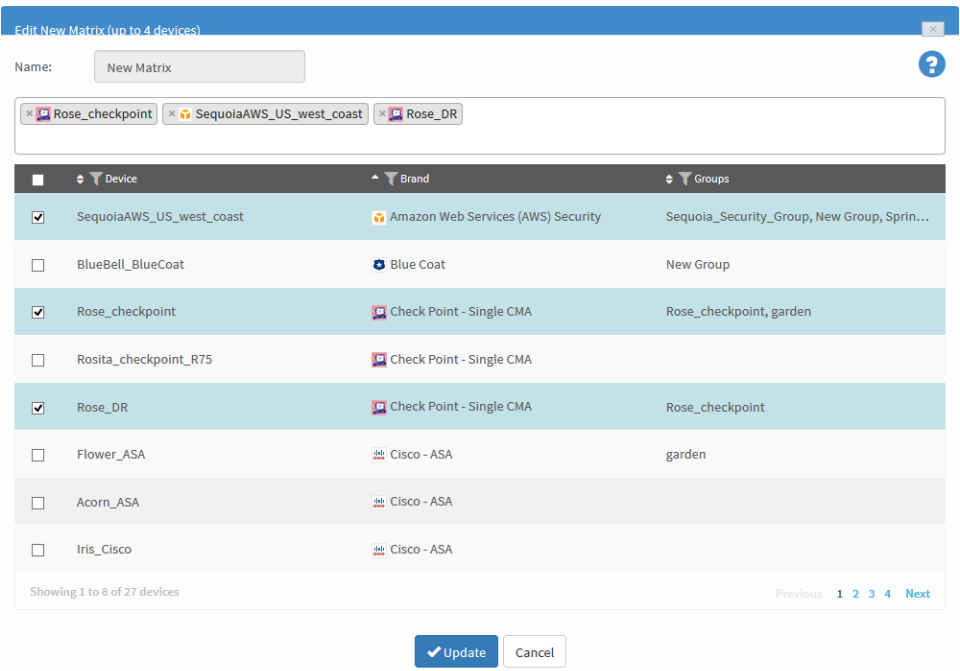 Edit New Matrix (up to 4 devices)
×
Name: New Matrix
?
× Rose_checkpoint × SequoiaAWS_US_west_coast × Rose_DR
Device Brand Groups
SequoiaAWS_US_west_coast Amazon Web Services (AWS) Security Sequoia_Security_Group, New Group, Sprin...
BlueBell_BlueCoat Blue Coat New Group
Rose_checkpoint Check Point - Single CMA Rose_checkpoint, garden
Rosita_checkpoint_R75 Check Point - Single CMA
Rose_DR Check Point - Single CMA Rose_checkpoint
Flower_ASA Cisco - ASA garden
Acorn_ASA Cisco - ASA
Iris_Cisco Cisco - ASA
Showing 1 to 8 of 27 devices Previous 1 2 3 4 Next
Update Cancel